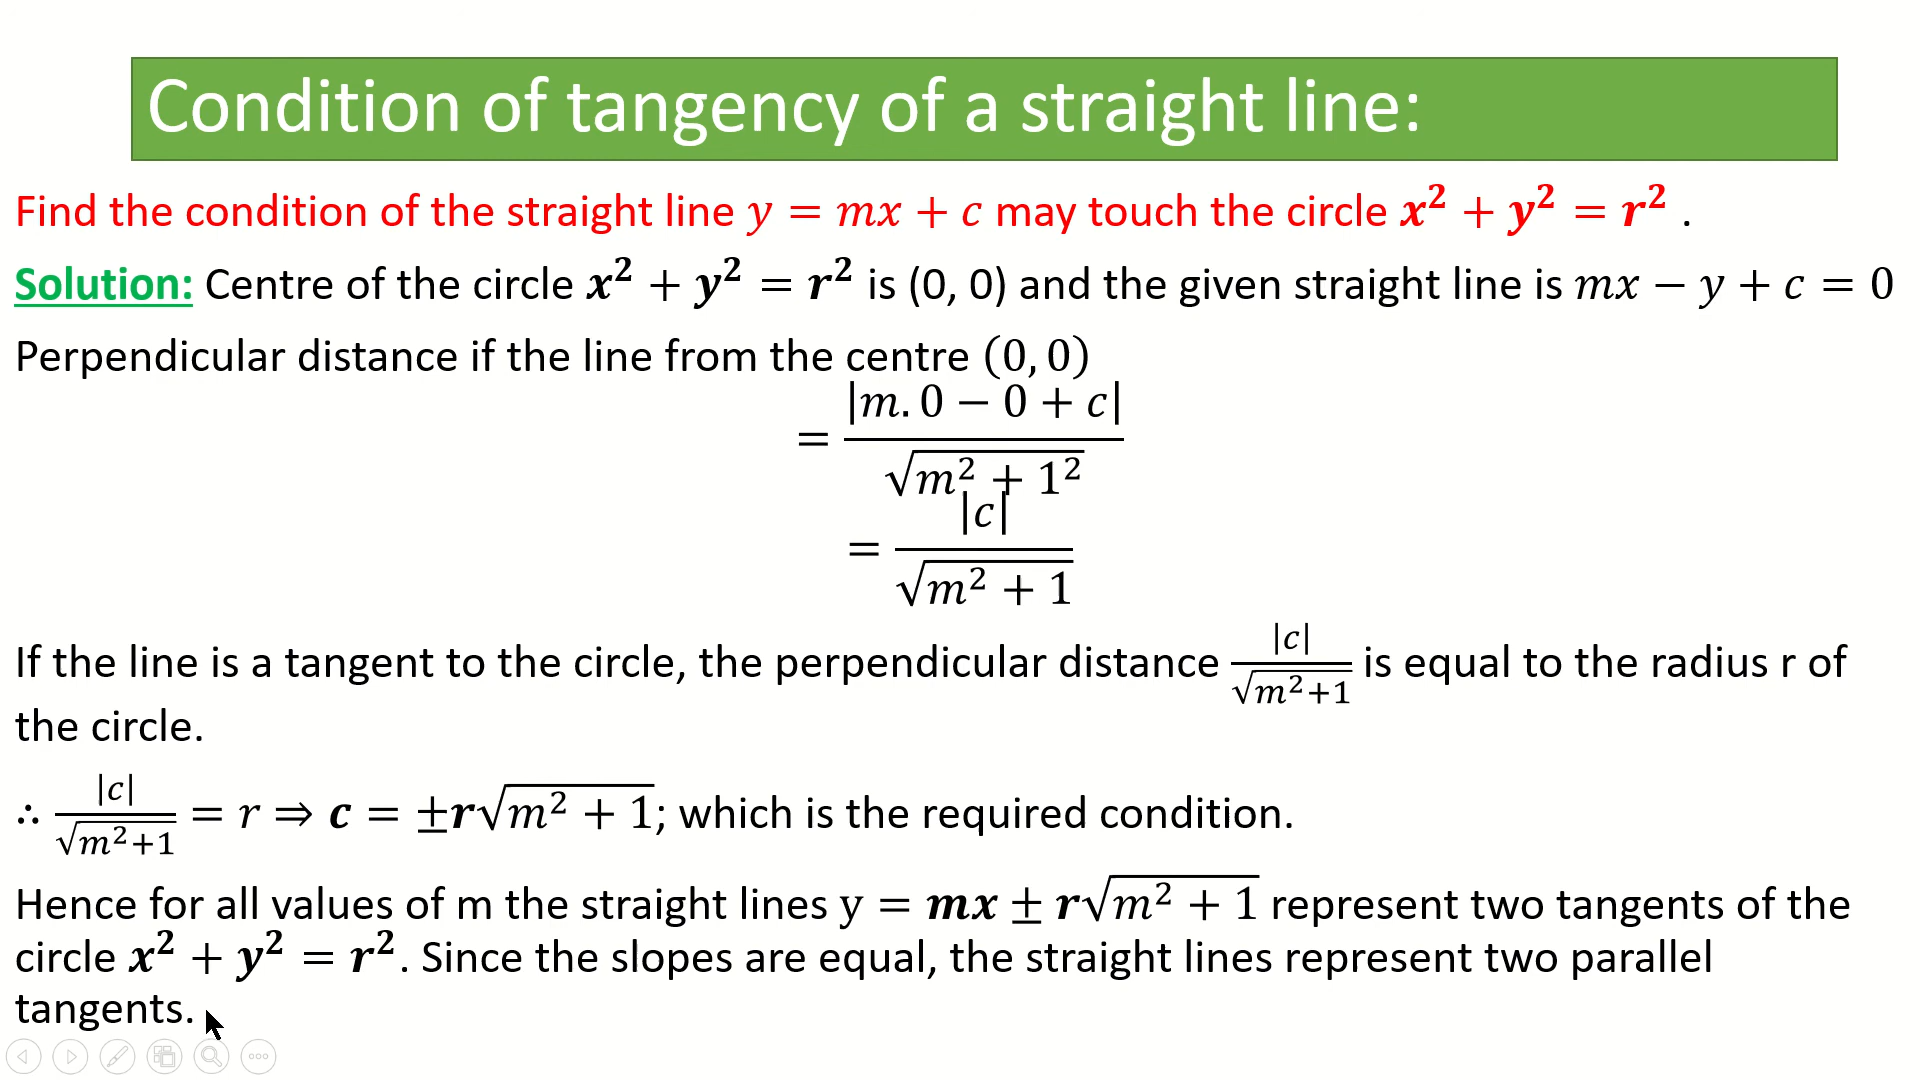 Condition of tangency of a straight line:
Find the condition of the straight line y = mx + c may touch the circle x² + y² = r² .
Solution: Centre of the circle x² + y² = r² is (0, 0) and the given straight line is mx − y + c = 0
Perpendicular distance if the line from the centre (0, 0)
= |m. 0 − 0 + c| / √(m² + 1²)
= |c| / √(m² + 1)
If the line is a tangent to the circle, the perpendicular distance |c| / √(m²+1) is equal to the radius r of
the circle.
∴ |c| / √(m²+1) = r ⇒ c = ±r√(m² + 1); which is the required condition.
Hence for all values of m the straight lines y = mx ± r√(m² + 1) represent two tangents of the
circle x² + y² = r². Since the slopes are equal, the straight lines represent two parallel
tangents.